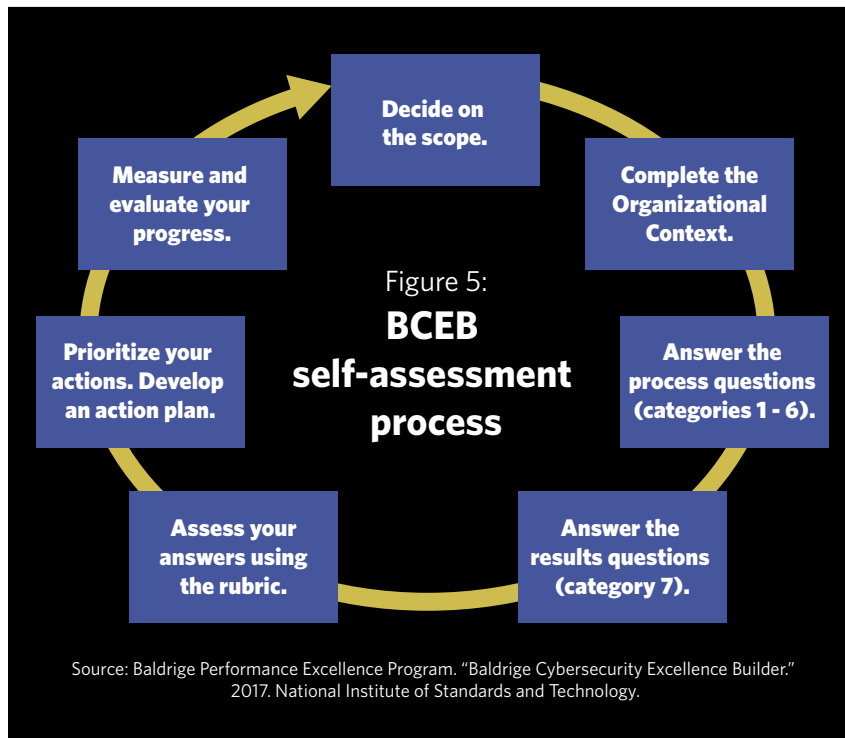 Decide on
the scope.
Complete the
Organizational
Context.
Answer the
process questions
(categories 1 - 6).
Answer the
results questions
(category 7).
Assess your
answers using
the rubric.
Prioritize your
actions. Develop
an action plan.
Measure and
evaluate your
progress.
Figure 5:
BCEB
self-assessment
process
Source: Baldrige Performance Excellence Program. “Baldrige Cybersecurity Excellence Builder.”
2017. National Institute of Standards and Technology.